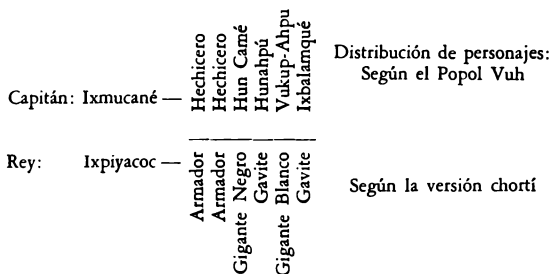 Distribución de personajes:
Según el Popol Vuh
Capitán: Ixmucané —
Hechicero
Hechicero
Hun Camé
Hunahpú
Vukup-Ahpu
Ixbalamqué
Rey: Ixpiyacoc —
Armador
Armador
Gigante Negro
Gavite
Gigante Blanco
Gavite
Según la versión chortí